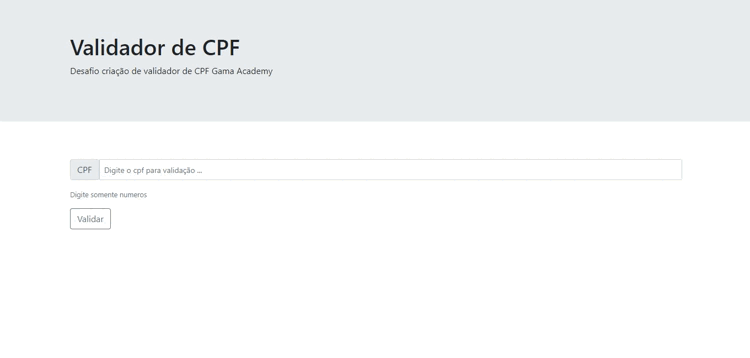 Validador de CPF
Desafio criação de validador de CPF Gama Academy
CPF Digite o cpf para validação ...
Digite somente numeros
Validar